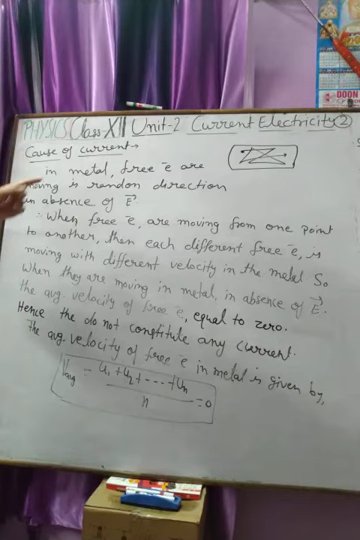 PHYSICS Class XII Unit-2 Current Electricity (2)
Cause of current →
in metal, free ē are
moving is random direction
in absence of E⃗.
∴ When free ē, are moving from one point
to another, then each different free ē, is
moving with different velocity in the metal So
when they are moving in metal, in absence of E⃗.
the avg. velocity of free ē, equal to zero.
Hence the do not constitute any current.
The avg. velocity of free ē in metal is given by,
Vavg = (u₁ + u₂ + ---- + uₙ)/n = 0
DOON